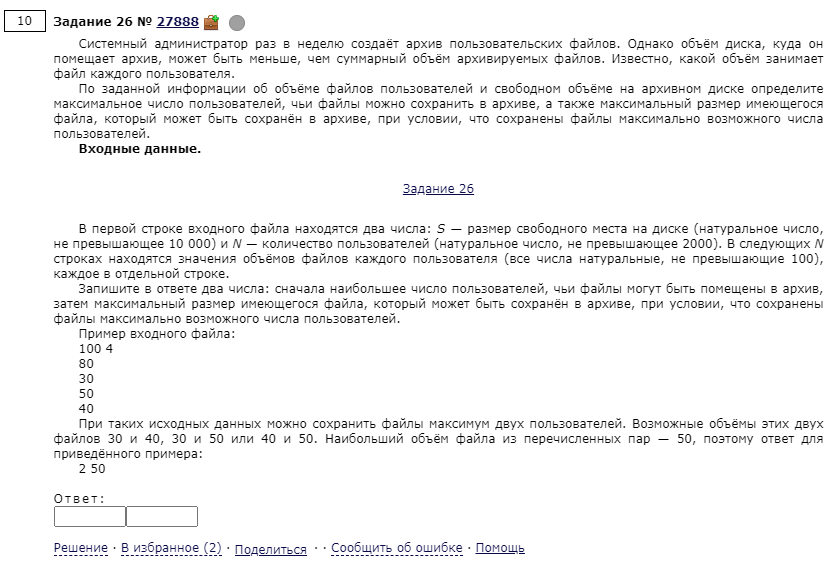 10 Задание 26 № 27888
Системный администратор раз в неделю создаёт архив пользовательских файлов. Однако объём диска, куда он
помещает архив, может быть меньше, чем суммарный объём архивируемых файлов. Известно, какой объём занимает
файл каждого пользователя.
По заданной информации об объёме файлов пользователей и свободном объёме на архивном диске определите
максимальное число пользователей, чьи файлы можно сохранить в архиве, а также максимальный размер имеющегося
файла, который может быть сохранён в архиве, при условии, что сохранены файлы максимально возможного числа
пользователей.
Входные данные.
Задание 26
В первой строке входного файла находятся два числа: S — размер свободного места на диске (натуральное число,
не превышающее 10 000) и N — количество пользователей (натуральное число, не превышающее 2000). В следующих N
строках находятся значения объёмов файлов каждого пользователя (все числа натуральные, не превышающие 100),
каждое в отдельной строке.
Запишите в ответе два числа: сначала наибольшее число пользователей, чьи файлы могут быть помещены в архив,
затем максимальный размер имеющегося файла, который может быть сохранён в архиве, при условии, что сохранены
файлы максимально возможного числа пользователей.
Пример входного файла:
100 4
80
30
50
40
При таких исходных данных можно сохранить файлы максимум двух пользователей. Возможные объёмы этих двух
файлов 30 и 40, 30 и 50 или 40 и 50. Наибольший объём файла из перечисленных пар — 50, поэтому ответ для
приведённого примера:
2 50
Ответ:
Решение · В избранное (2) · Поделиться · · Сообщить об ошибке · Помощь